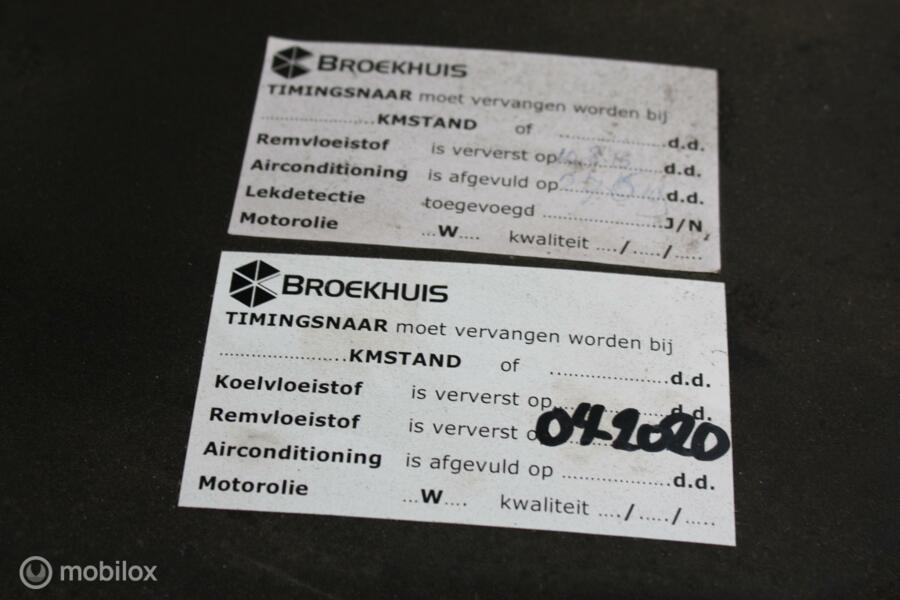 BROEKHUIS
TIMINGSNAAR moet vervangen worden bij
....................KMSTAND of ....................d.d.
Remvloeistof is ververst op....................d.d.
Airconditioning is afgevuld op....................d.d.
Lekdetectie toegevoegd ....................J/N
Motorolie ...W.... kwaliteit ..../...../.....
BROEKHUIS
TIMINGSNAAR moet vervangen worden bij
......................KMSTAND of ....................d.d.
Koelvloeistof is ververst op....................d.d.
Remvloeistof is ververst o 04-2020
Airconditioning is afgevuld op ....................d.d.
Motorolie ...W.... kwaliteit ..../...../.....
mobilox